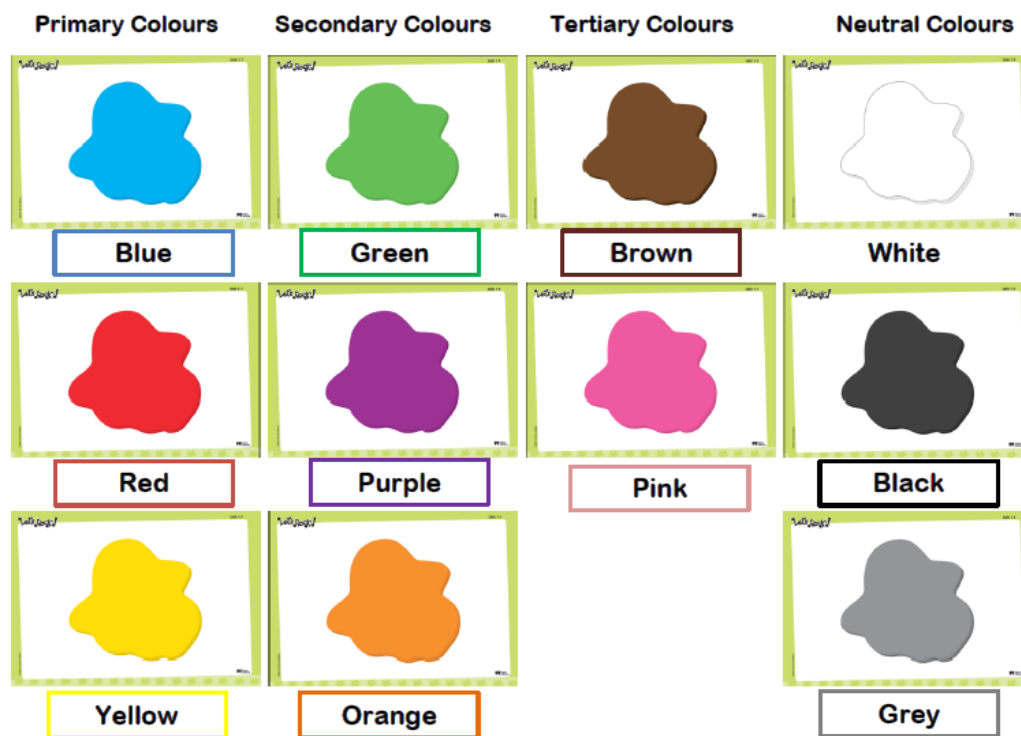 Primary Colours Secondary Colours Tertiary Colours Neutral Colours
Blue Green Brown White
Red Purple Pink Black
Yellow Orange Grey